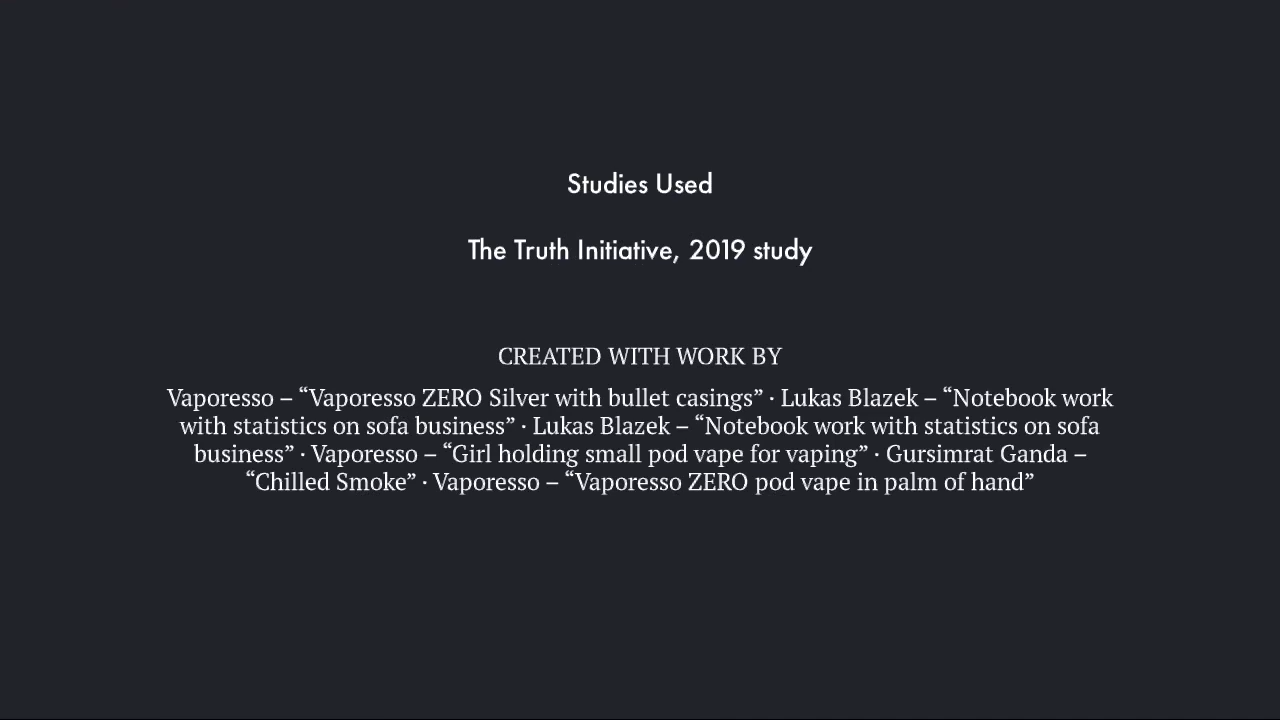 Studies Used
The Truth Initiative, 2019 study
CREATED WITH WORK BY
Vaporesso – “Vaporesso ZERO Silver with bullet casings” · Lukas Blazek – “Notebook work
with statistics on sofa business” · Lukas Blazek – “Notebook work with statistics on sofa
business” · Vaporesso – “Girl holding small pod vape for vaping” · Gursimrat Ganda –
“Chilled Smoke” · Vaporesso – “Vaporesso ZERO pod vape in palm of hand”